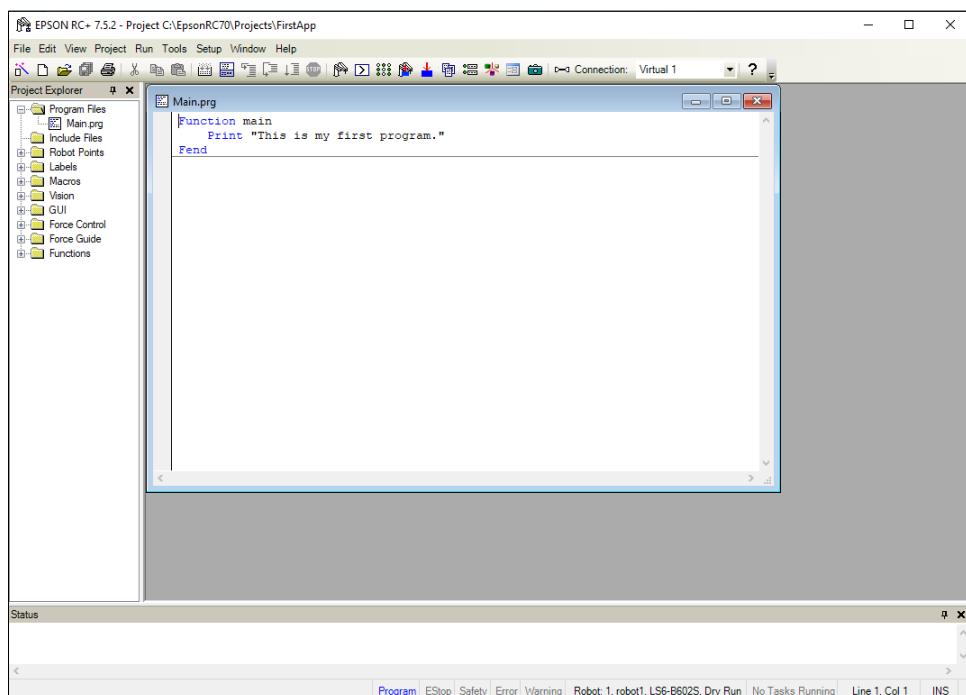 EPSON RC+ 7.5.2 - Project C:\EpsonRC70\Projects\FirstApp
File Edit View Project Run Tools Setup Window Help
STOP Connection: Virtual 1 ?
Project Explorer
Program Files
Main.prg
Include Files
Robot Points
Labels
Macros
Vision
GUI
Force Control
Force Guide
Functions
Main.prg
Function main
Print "This is my first program."
Fend
Status
Program EStop Safety Error Warning Robot: 1, robot1, LS6-B602S, Dry Run No Tasks Running Line 1, Col 1 INS